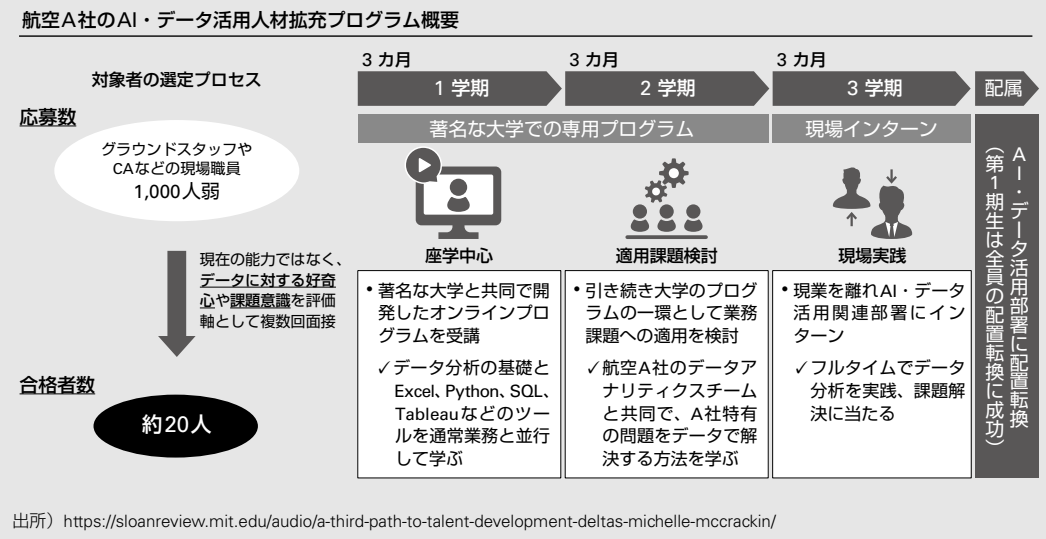 航空A社のAI・データ活用人材拡充プログラム概要
対象者の選定プロセス
応募数
グラウンドスタッフや
CAなどの現場職員
1,000人弱
現在の能力ではなく、
データに対する好奇
心や課題意識を評価
軸として複数回面接
合格者数
約20人
3 カ月
1 学期
3 カ月
2 学期
3 カ月
3 学期
配属
著名な大学での専用プログラム
現場インターン
座学中心
・著名な大学と共同で開
発したオンラインプロ
グラムを受講
✓データ分析の基礎と
Excel、Python、SQL、
Tableauなどのツー
ルを通常業務と並行
して学ぶ
適用課題検討
・引き続き大学のプログ
ラムの一環として業務
課題への適用を検討
✓航空A社のデータア
ナリティクスチーム
と共同で、A社特有
の問題をデータで解
決する方法を学ぶ
現場実践
・現業を離れAI・データ
活用関連部署にイン
ターン
✓フルタイムでデータ
分析を実践、課題解
決に当たる
AI・データ活用部署に配置転換
（第1期生は全員の配置転換に成功）
出所）https://sloanreview.mit.edu/audio/a-third-path-to-talent-development-deltas-michelle-mccrackin/